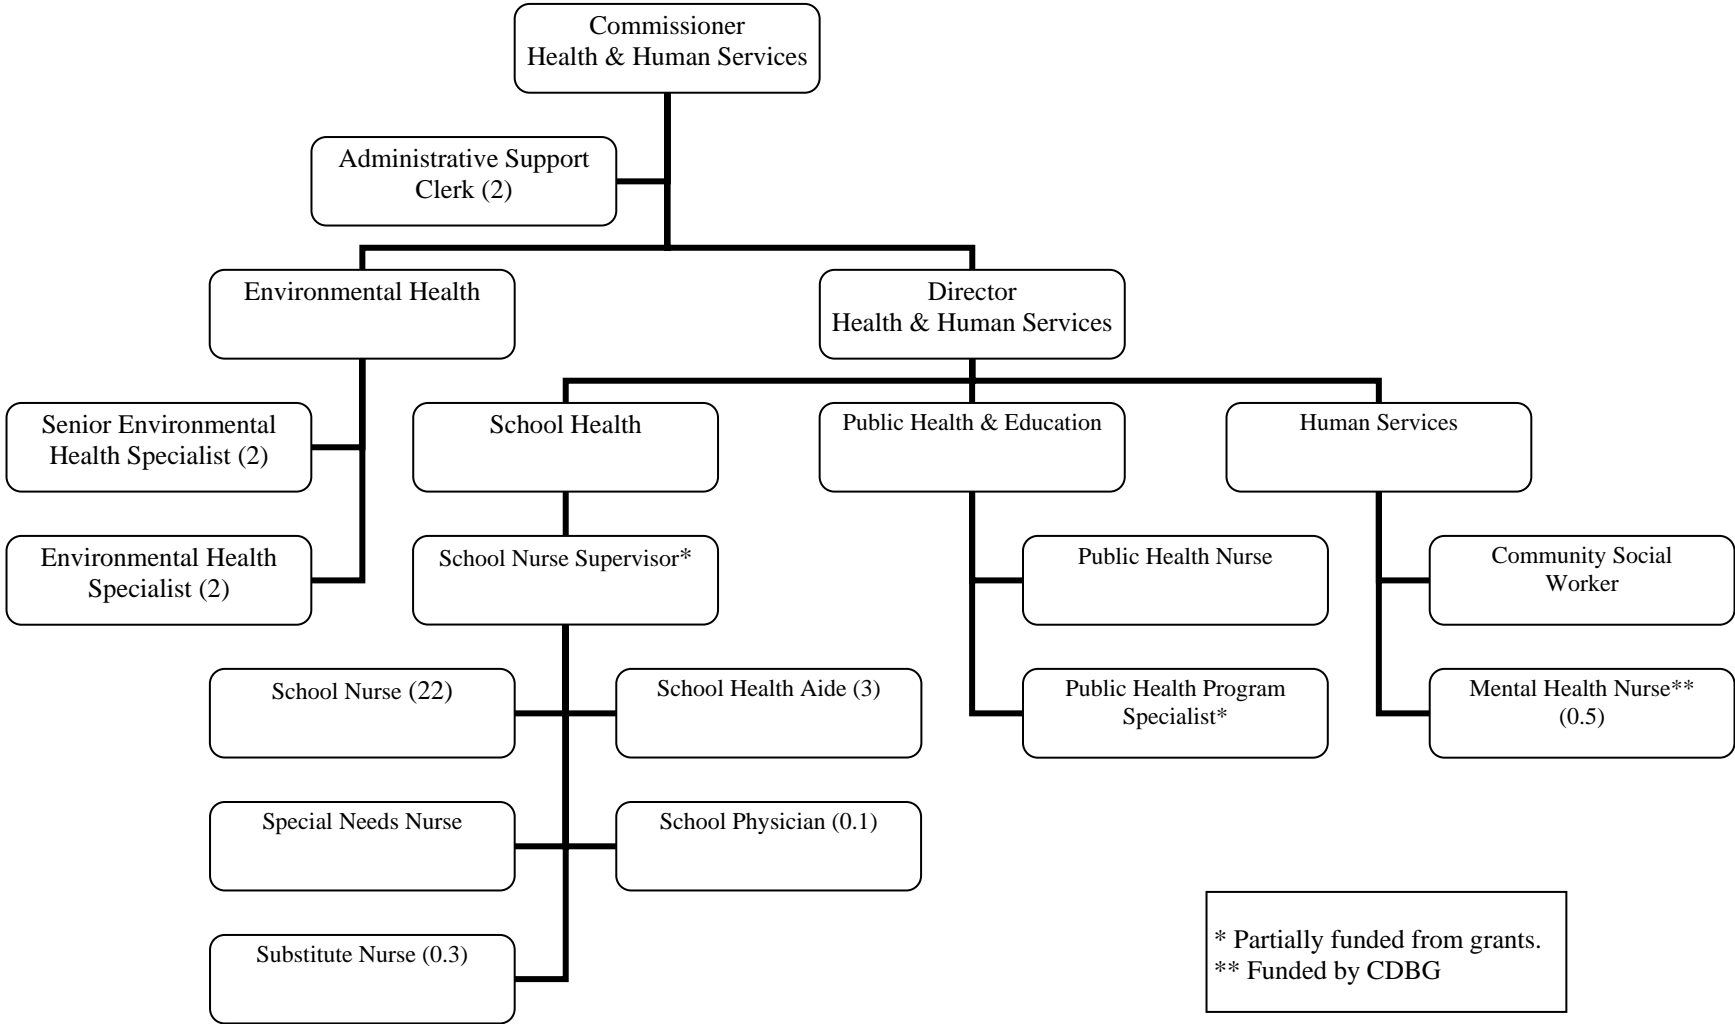 Commissioner
Health & Human Services
Administrative Support
Clerk (2)
Environmental Health
Director
Health & Human Services
Senior Environmental
Health Specialist (2)
School Health
Public Health & Education
Human Services
Environmental Health
Specialist (2)
School Nurse Supervisor*
Public Health Nurse
Community Social
Worker
School Nurse (22)
School Health Aide (3)
Public Health Program
Specialist*
Mental Health Nurse**
(0.5)
Special Needs Nurse
School Physician (0.1)
Substitute Nurse (0.3)
* Partially funded from grants.
** Funded by CDBG